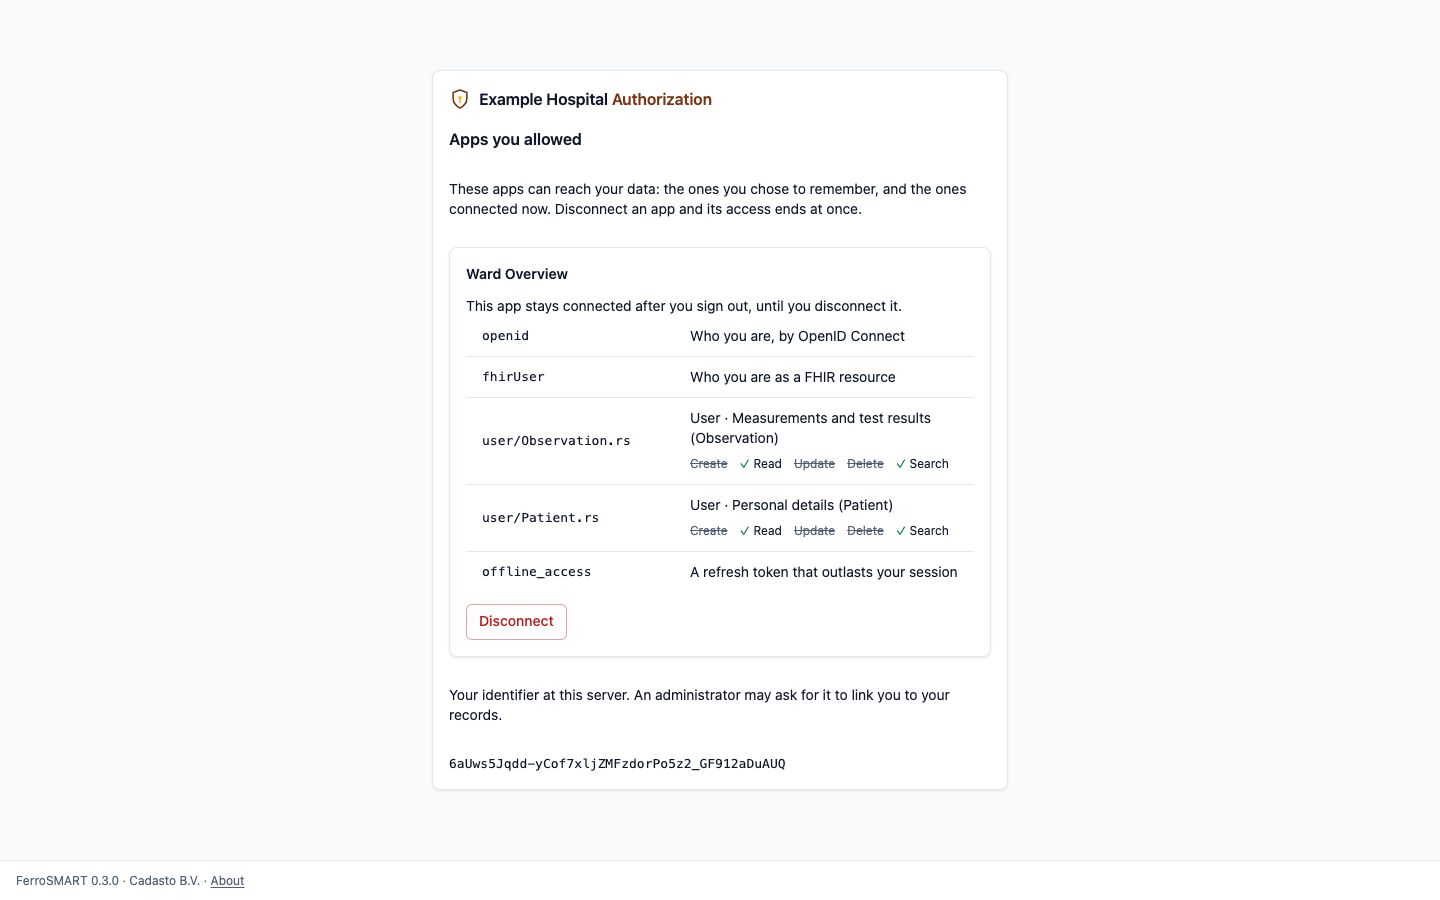 Example Hospital Authorization
Apps you allowed
These apps can reach your data: the ones you chose to remember, and the ones
connected now. Disconnect an app and its access ends at once.
Ward Overview
This app stays connected after you sign out, until you disconnect it.
openid Who you are, by OpenID Connect
fhirUser Who you are as a FHIR resource
user/Observation.rs User · Measurements and test results
(Observation)
Create ✓ Read Update Delete ✓ Search
user/Patient.rs User · Personal details (Patient)
Create ✓ Read Update Delete ✓ Search
offline_access A refresh token that outlasts your session
Disconnect
Your identifier at this server. An administrator may ask for it to link you to your
records.
6aUws5Jqdd-yCof7xljZMFzdorPo5z2_GF912aDuAUQ
FerroSMART 0.3.0 · Cadasto B.V. · About